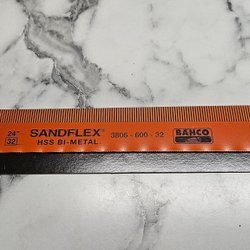 24"
32
SANDFLEX® 3806-600-32
HSS BI-METAL.
BAHCO